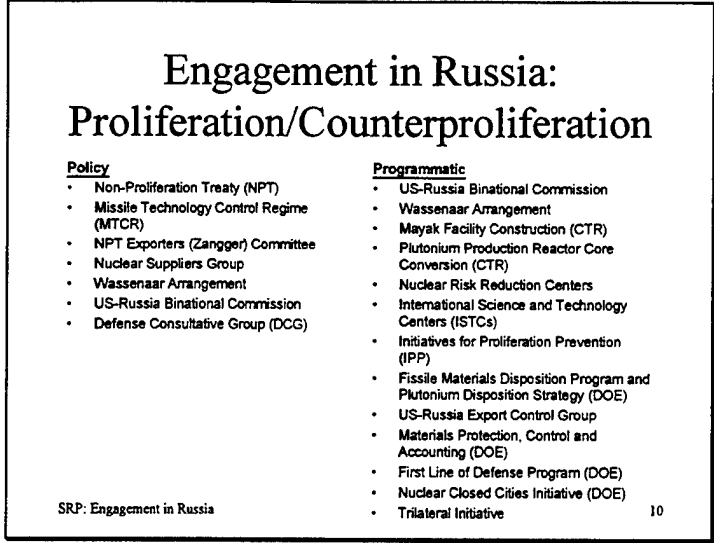 Engagement in Russia:
Proliferation/Counterproliferation
Policy
• Non-Proliferation Treaty (NPT)
• Missile Technology Control Regime
(MTCR)
• NPT Exporters (Zangger) Committee
• Nuclear Suppliers Group
• Wassenaar Arrangement
• US-Russia Binational Commission
• Defense Consultative Group (DCG)
Programmatic
• US-Russia Binational Commission
• Wassenaar Arrangement
• Mayak Facility Construction (CTR)
• Plutonium Production Reactor Core
Conversion (CTR)
• Nuclear Risk Reduction Centers
• International Science and Technology
Centers (ISTCs)
• Initiatives for Proliferation Prevention
(IPP)
• Fissile Materials Disposition Program and
Plutonium Disposition Strategy (DOE)
• US-Russia Export Control Group
• Materials Protection, Control and
Accounting (DOE)
• First Line of Defense Program (DOE)
• Nuclear Closed Cities Initiative (DOE)
• Trilateral Initiative
SRP: Engagement in Russia
10